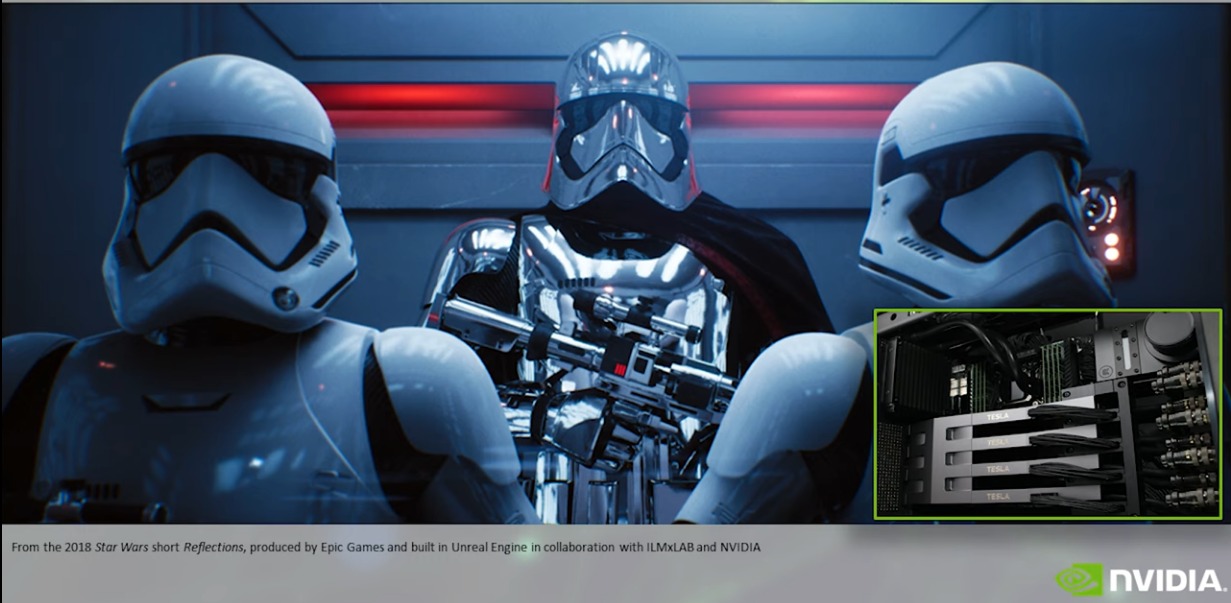 TESLA
TESLA
TESLA
TESLA
From the 2018 Star Wars short Reflections, produced by Epic Games and built in Unreal Engine in collaboration with ILMxLAB and NVIDIA
NVIDIA.